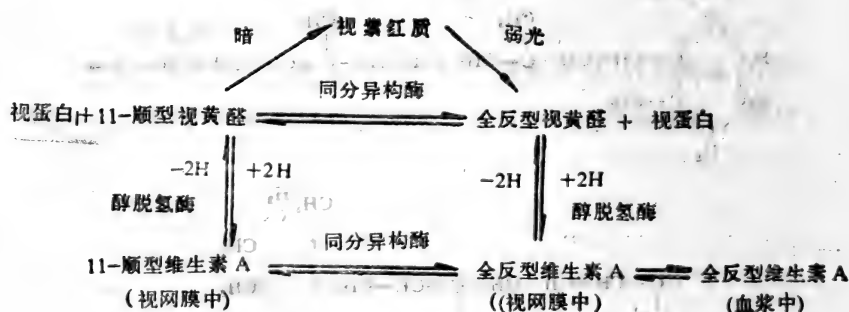 暗 视紫红质 弱光
同分异构酶
视蛋白+11-顺型视黄醛 全反型视黄醛 + 视蛋白
-2H +2H -2H +2H
醇脱氢酶 醇脱氢酶
同分异构酶
11-顺型维生素 A 全反型维生素 A 全反型维生素 A
(视网膜中) ((视网膜中) (血浆中)